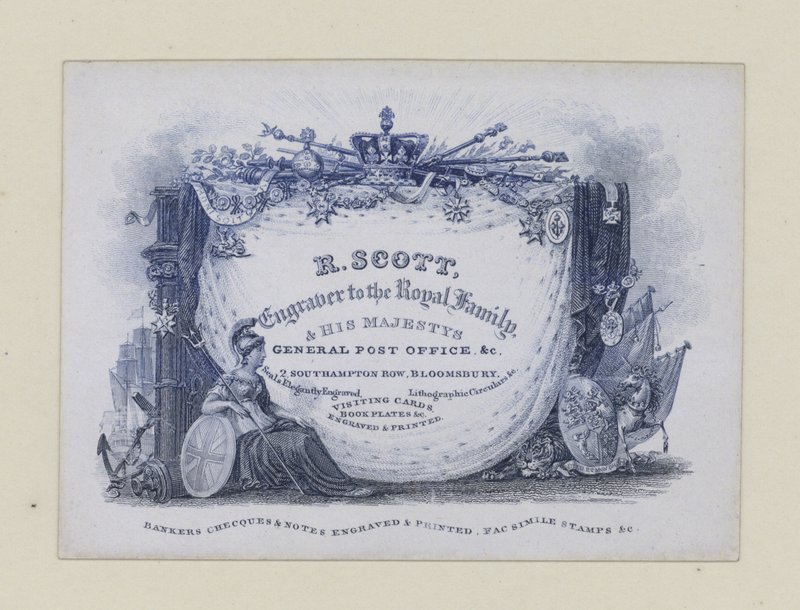 R. SCOTT,
Engraver to the Royal Family,
& HIS MAJESTYS
GENERAL POST OFFICE. &c.
2, SOUTHAMPTON ROW, BLOOMSBURY.
Seals Elegantly Engraved, Lithographic Circulars &c.
VISITING CARDS,
BOOK PLATES &c.
ENGRAVED & PRINTED.
BANKERS CHECQUES & NOTES ENGRAVED & PRINTED, FAC SIMILE STAMPS &c.